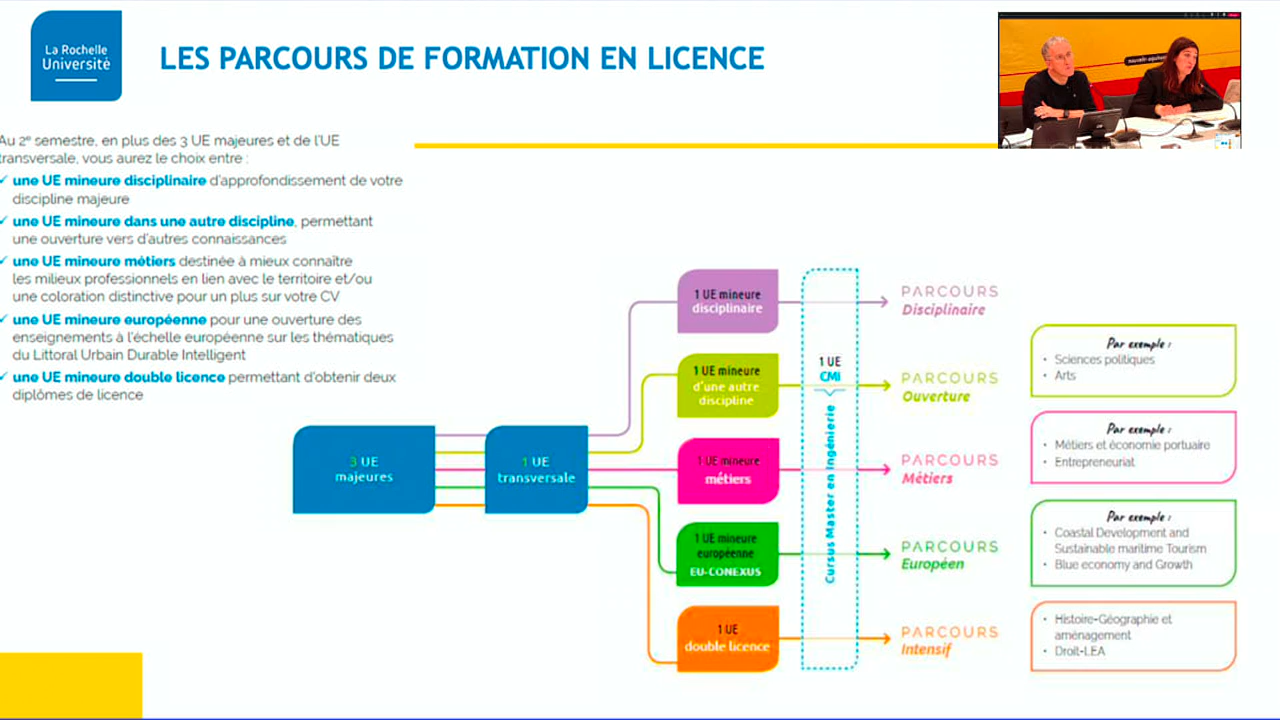 La Rochelle
Université
LES PARCOURS DE FORMATION EN LICENCE
nouvelle aquitaine
Au 2e semestre, en plus des 3 UE majeures et de l'UE
transversale, vous aurez le choix entre :
✓ une UE mineure disciplinaire d'approfondissement de votre
discipline majeure
✓ une UE mineure dans une autre discipline, permettant
une ouverture vers d'autres connaissances
✓ une UE mineure métiers destinée à mieux connaître
les milieux professionnels en lien avec le territoire et/ou
une coloration distinctive pour un plus sur votre CV
✓ une UE mineure européenne pour une ouverture des
enseignements à l'échelle européenne sur les thématiques
du Littoral Urbain Durable Intelligent
✓ une UE mineure double licence permettant d'obtenir deux
diplômes de licence
3 UE
majeures
1 UE
transversale
1 UE mineure
disciplinaire
1 UE mineure
d'une autre
discipline
1 UE mineure
métiers
1 UE mineure
européenne
EU-CONEXUS
1 UE
double licence
1 UE
CMI
Cursus Master en Ingénierie
PARCOURS
Disciplinaire
PARCOURS
Ouverture
PARCOURS
Métiers
PARCOURS
Européen
PARCOURS
Intensif
Par exemple :
• Sciences politiques
• Arts
Par exemple :
• Métiers et économie portuaire
• Entrepreneuriat
Par exemple :
• Coastal Development and
Sustainable maritime Tourism
• Blue economy and Growth
• Histoire-Géographie et
aménagement
• Droit-LEA